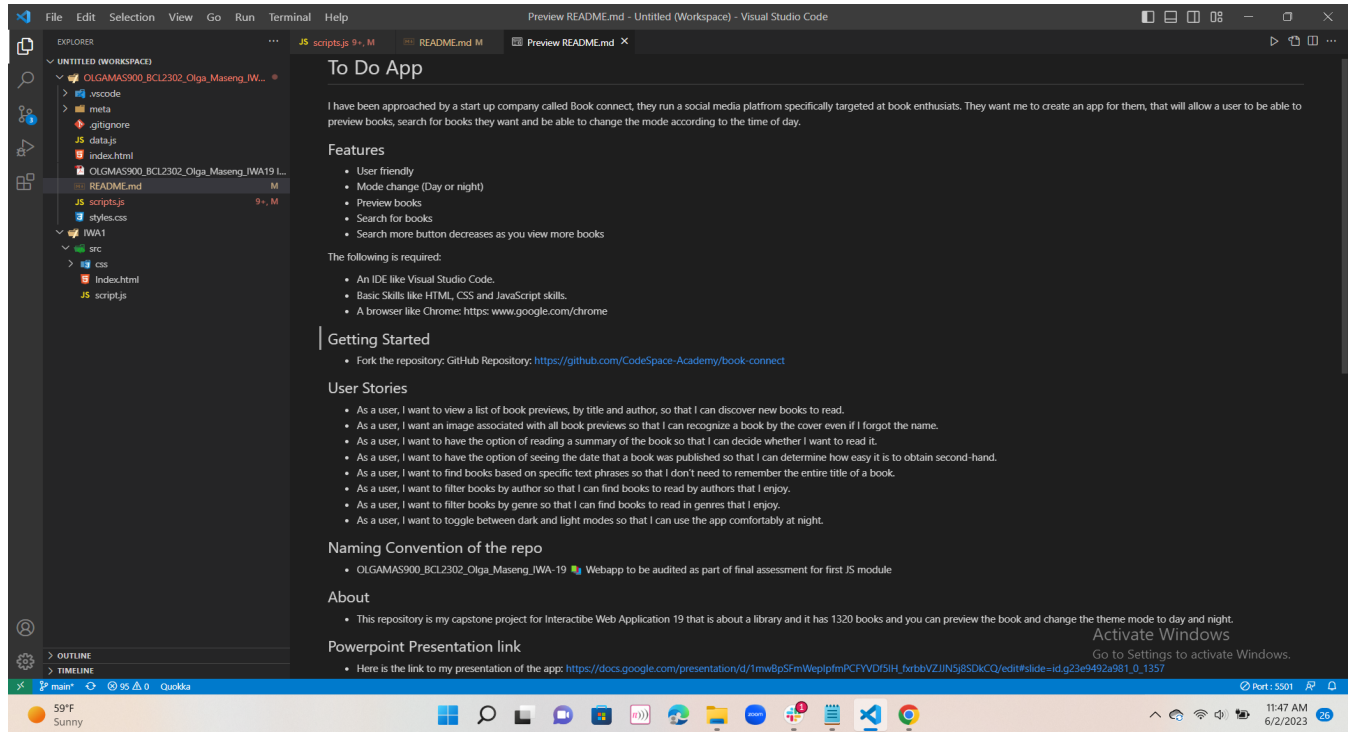 File Edit Selection View Go Run Terminal Help
Preview README.md - Untitled (Workspace) - Visual Studio Code
EXPLORER
JS scripts.js 9+, M
README.md M
Preview README.md
UNTITLED (WORKSPACE)
OLGAMAS900_BCL2302_Olga_Maseng_IW...
.vscode
meta
.gitignore
JS data.js
index.html
OLGMAS900_BCL2302_Olga_Maseng_IWA19 I...
README.md M
JS scripts.js 9+, M
styles.css
IWA1
src
css
Index.html
JS script.js
OUTLINE
TIMELINE
To Do App
I have been approached by a start up company called Book connect, they run a social media platfrom specifically targeted at book enthusiasts. They want me to create an app for them, that will allow a user to be able to
preview books, search for books they want and be able to change the mode according to the time of day.
Features
• User friendly
• Mode change (Day or night)
• Preview books
• Search for books
• Search more button decreases as you view more books
The following is required:
• An IDE like Visual Studio Code.
• Basic Skills like HTML, CSS and JavaScript skills.
• A browser like Chrome: https: www.google.com/chrome
Getting Started
• Fork the repository: GitHub Repository: https://github.com/CodeSpace-Academy/book-connect
User Stories
• As a user, I want to view a list of book previews, by title and author, so that I can discover new books to read.
• As a user, I want an image associated with all book previews so that I can recognize a book by the cover even if I forgot the name.
• As a user, I want to have the option of reading a summary of the book so that I can decide whether I want to read it.
• As a user, I want to have the option of seeing the date that a book was published so that I can determine how easy it is to obtain second-hand.
• As a user, I want to find books based on specific text phrases so that I don't need to remember the entire title of a book.
• As a user, I want to filter books by author so that I can find books to read by authors that I enjoy.
• As a user, I want to filter books by genre so that I can find books to read in genres that I enjoy.
• As a user, I want to toggle between dark and light modes so that I can use the app comfortably at night.
Naming Convention of the repo
• OLGAMAS900_BCL2302_Olga_Maseng_IWA-19 Webapp to be audited as part of final assessment for first JS module
About
• This repository is my capstone project for Interactibe Web Application 19 that is about a library and it has 1320 books and you can preview the book and change the theme mode to day and night.
Powerpoint Presentation link
• Here is the link to my presentation of the app: https://docs.google.com/presentation/d/1mwBpSFmWepIpfmPCFYVDf5lH_fxrbbVZJJN5j8SDkCQ/edit#slide=id.g23e9492a981_0_1357
Activate Windows
Go to Settings to activate Windows.
main* 95 0 Quokka
Port : 5501
59°F
Sunny
zoom
11:47 AM
6/2/2023
26